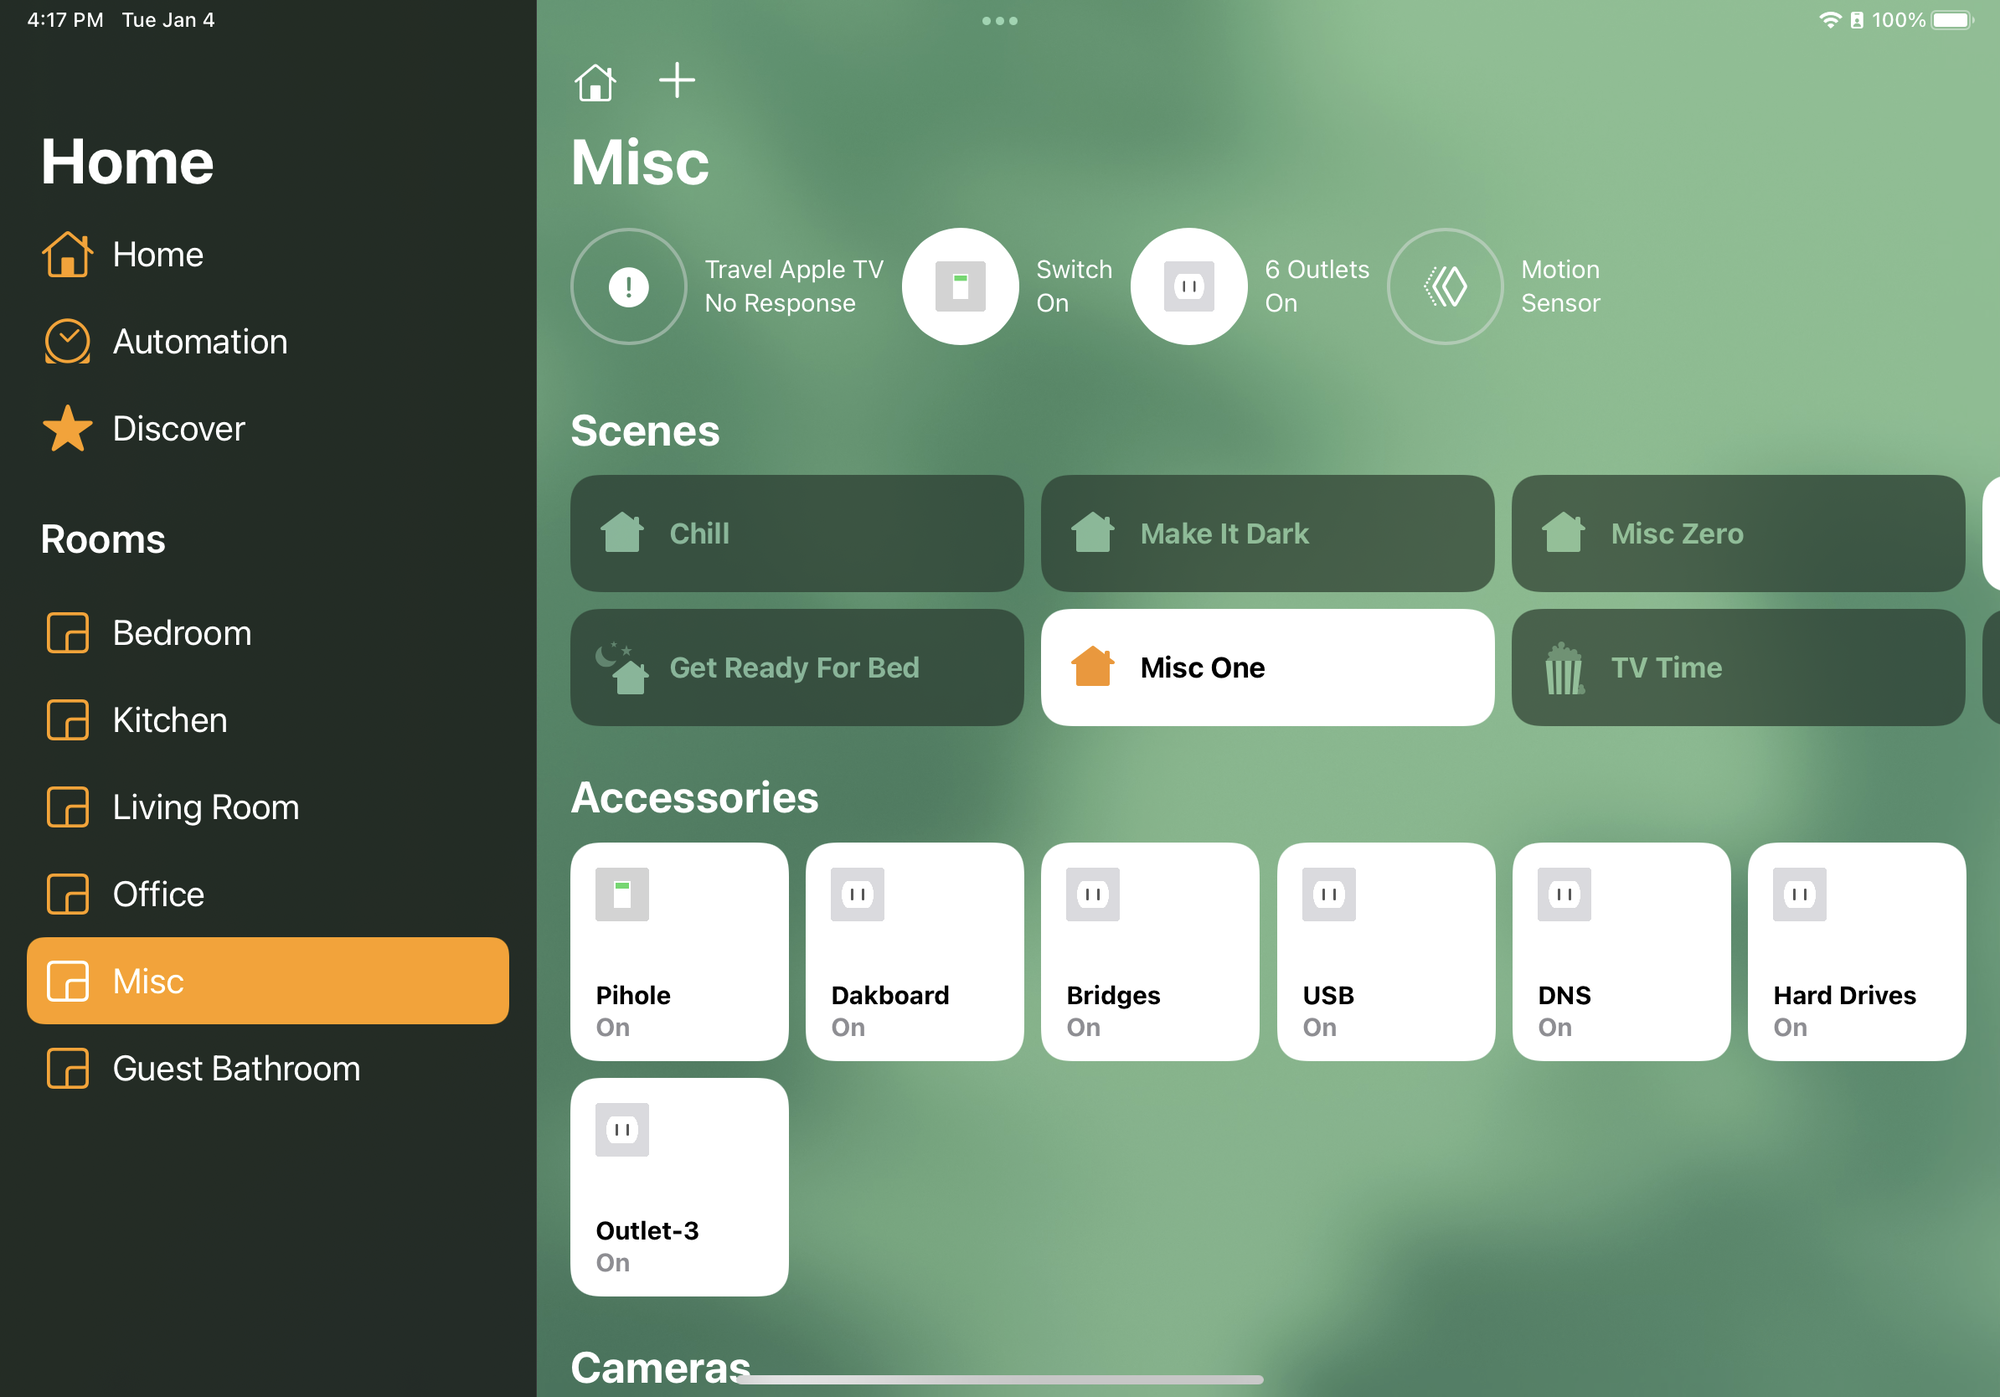 4:17 PM Tue Jan 4
100%
Home
Home
Automation
Discover
Rooms
Bedroom
Kitchen
Living Room
Office
Misc
Guest Bathroom
Misc
Travel Apple TV
No Response
Switch
On
6 Outlets
On
Motion
Sensor
Scenes
Chill
Make It Dark
Misc Zero
Get Ready For Bed
Misc One
TV Time
Accessories
Pihole
On
Dakboard
On
Bridges
On
USB
On
DNS
On
Hard Drives
On
Outlet-3
On
Cameras